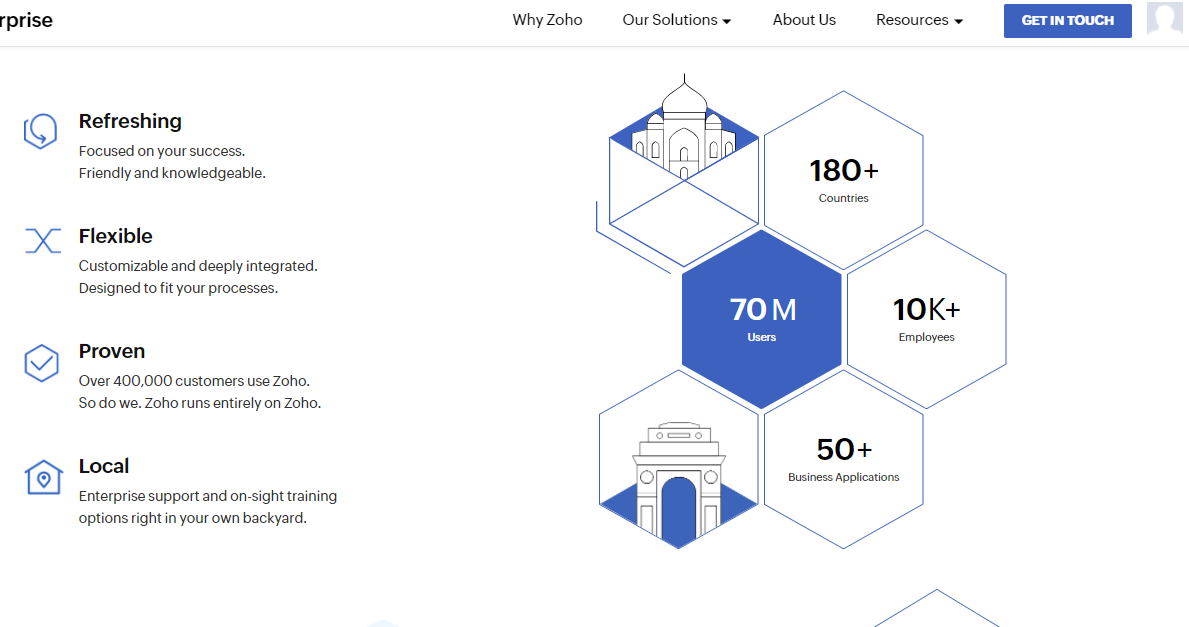 rprise
Why Zoho
Our Solutions
About Us
Resources
GET IN TOUCH
Refreshing
Focused on your success.
Friendly and knowledgeable.
Flexible
Customizable and deeply integrated.
Designed to fit your processes.
Proven
Over 400,000 customers use Zoho.
So do we. Zoho runs entirely on Zoho.
Local
Enterprise support and on-sight training
options right in your own backyard.
180+
Countries
70 M
Users
10K+
Employees
50+
Business Applications